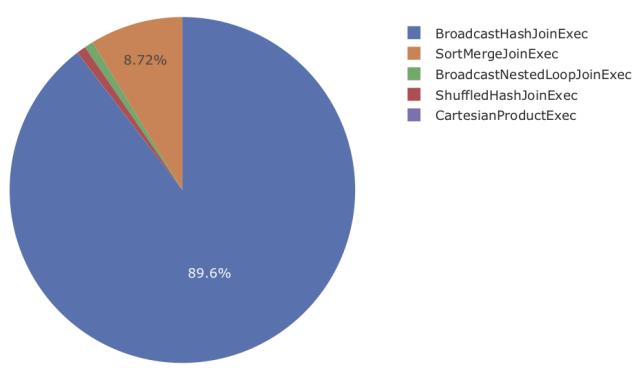 8.72%
89.6%
BroadcastHashJoinExec
SortMergeJoinExec
BroadcastNestedLoopJoinExec
ShuffledHashJoinExec
CartesianProductExec